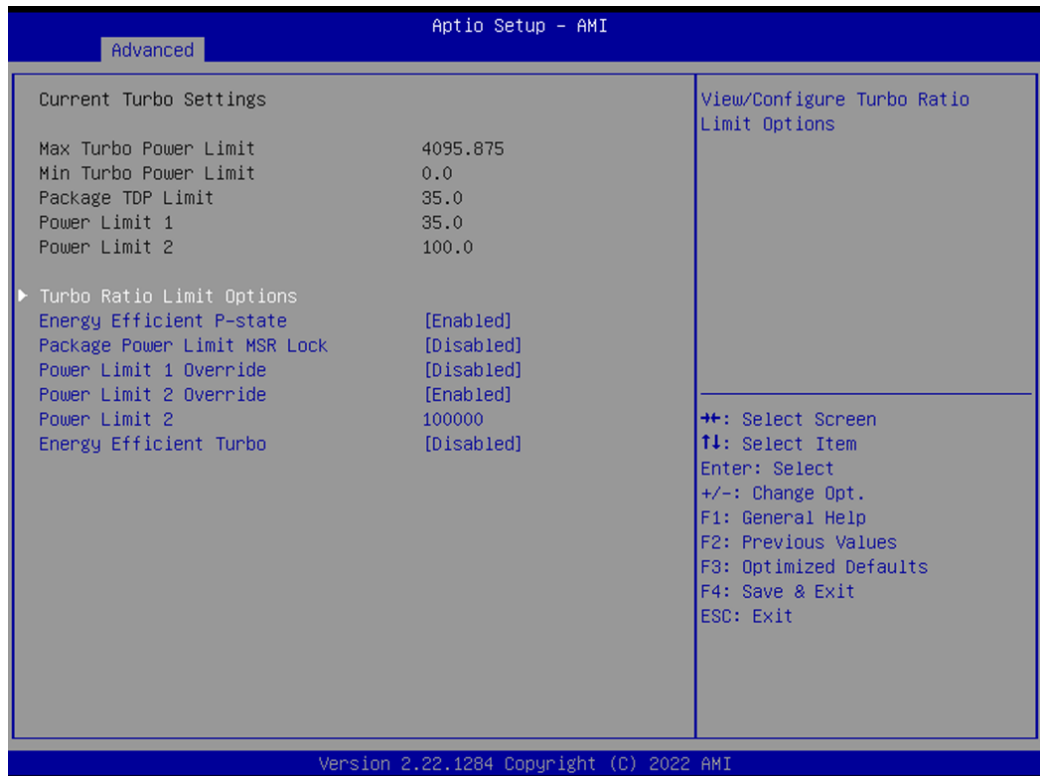 Aptio Setup – AMI
Advanced
Current Turbo Settings
Max Turbo Power Limit 4095.875
Min Turbo Power Limit 0.0
Package TDP Limit 35.0
Power Limit 1 35.0
Power Limit 2 100.0
Turbo Ratio Limit Options
Energy Efficient P-state [Enabled]
Package Power Limit MSR Lock [Disabled]
Power Limit 1 Override [Disabled]
Power Limit 2 Override [Enabled]
Power Limit 2 100000
Energy Efficient Turbo [Disabled]
View/Configure Turbo Ratio
Limit Options
→←: Select Screen
↑↓: Select Item
Enter: Select
+/-: Change Opt.
F1: General Help
F2: Previous Values
F3: Optimized Defaults
F4: Save & Exit
ESC: Exit
Version 2.22.1284 Copyright (C) 2022 AMI